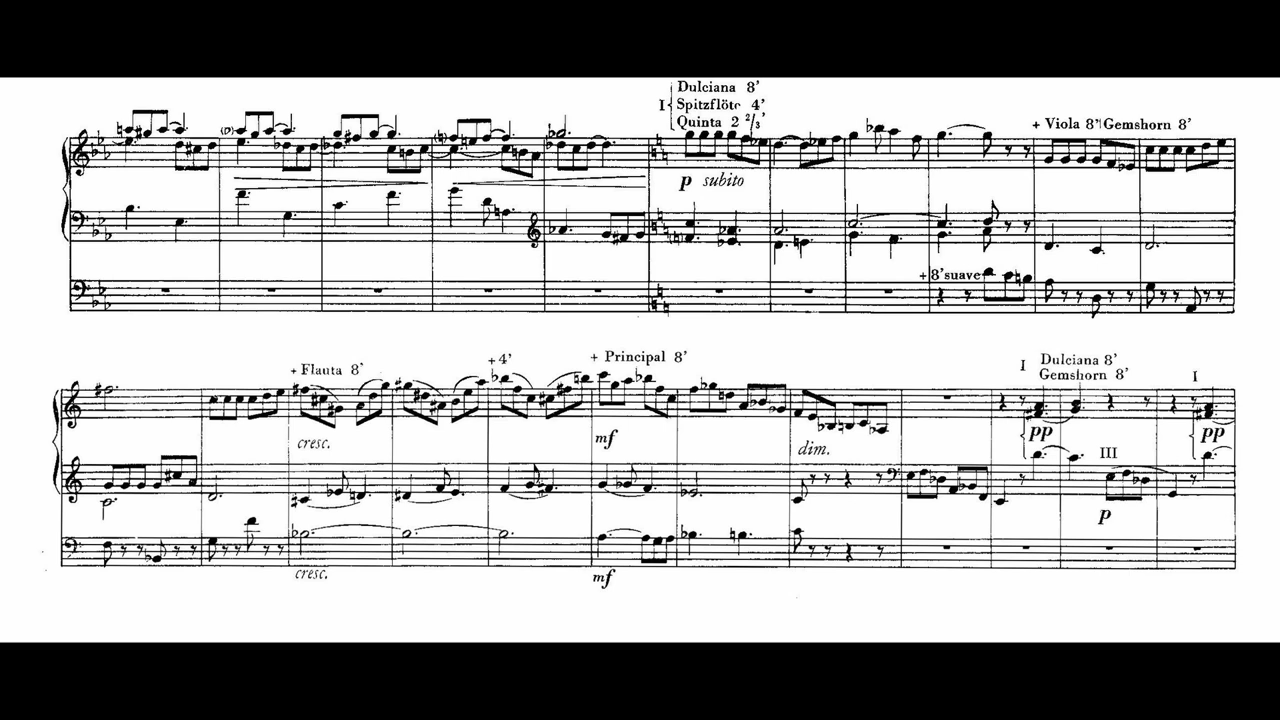 Dulciana 8'
I Spitzflöte 4'
Quinta 2 2/3'
(D)
+ Viola 8' Gemshorn 8'
p subito
+ 8' suave
+ Flauta 8'
+ 4'
+ Principal 8'
I Dulciana 8'
Gemshorn 8'
I
cresc.
mf
dim.
pp
pp
III
p
cresc.
mf